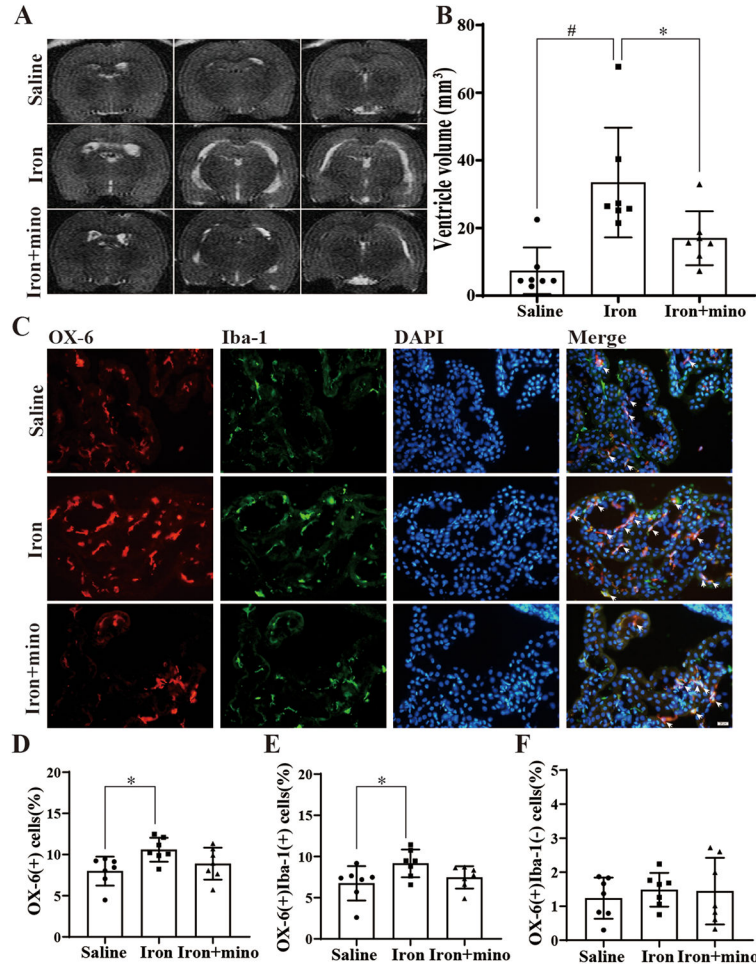 A
Saline
Iron
Iron+mino
B
Ventricle volume (mm³)
80
60
40
20
0
#
*
Saline Iron Iron+mino
C
OX-6 Iba-1 DAPI Merge
Saline
Iron
Iron+mino
D
OX-6(+) cells(%)
20
15
10
5
0
*
Saline Iron Iron+mino
E
OX-6(+)Iba-1(+) cells(%)
20
15
10
5
0
*
Saline Iron Iron+mino
F
OX-6(+)Iba-1(-) cells(%)
5
4
3
2
1
0
Saline Iron Iron+mino